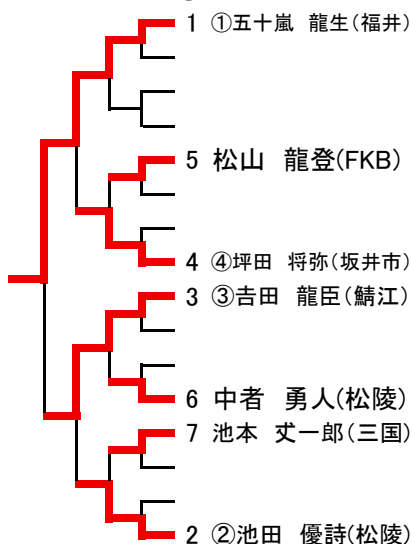 1 ①五十嵐 龍生(福井)
5 松山 龍登(FKB)
4 ④坪田 将弥(坂井市)
3 ③𠮷田 龍臣(鯖江)
6 中者 勇人(松陵)
7 池本 丈一郎(三国)
2 ②池田 優詩(松陵)